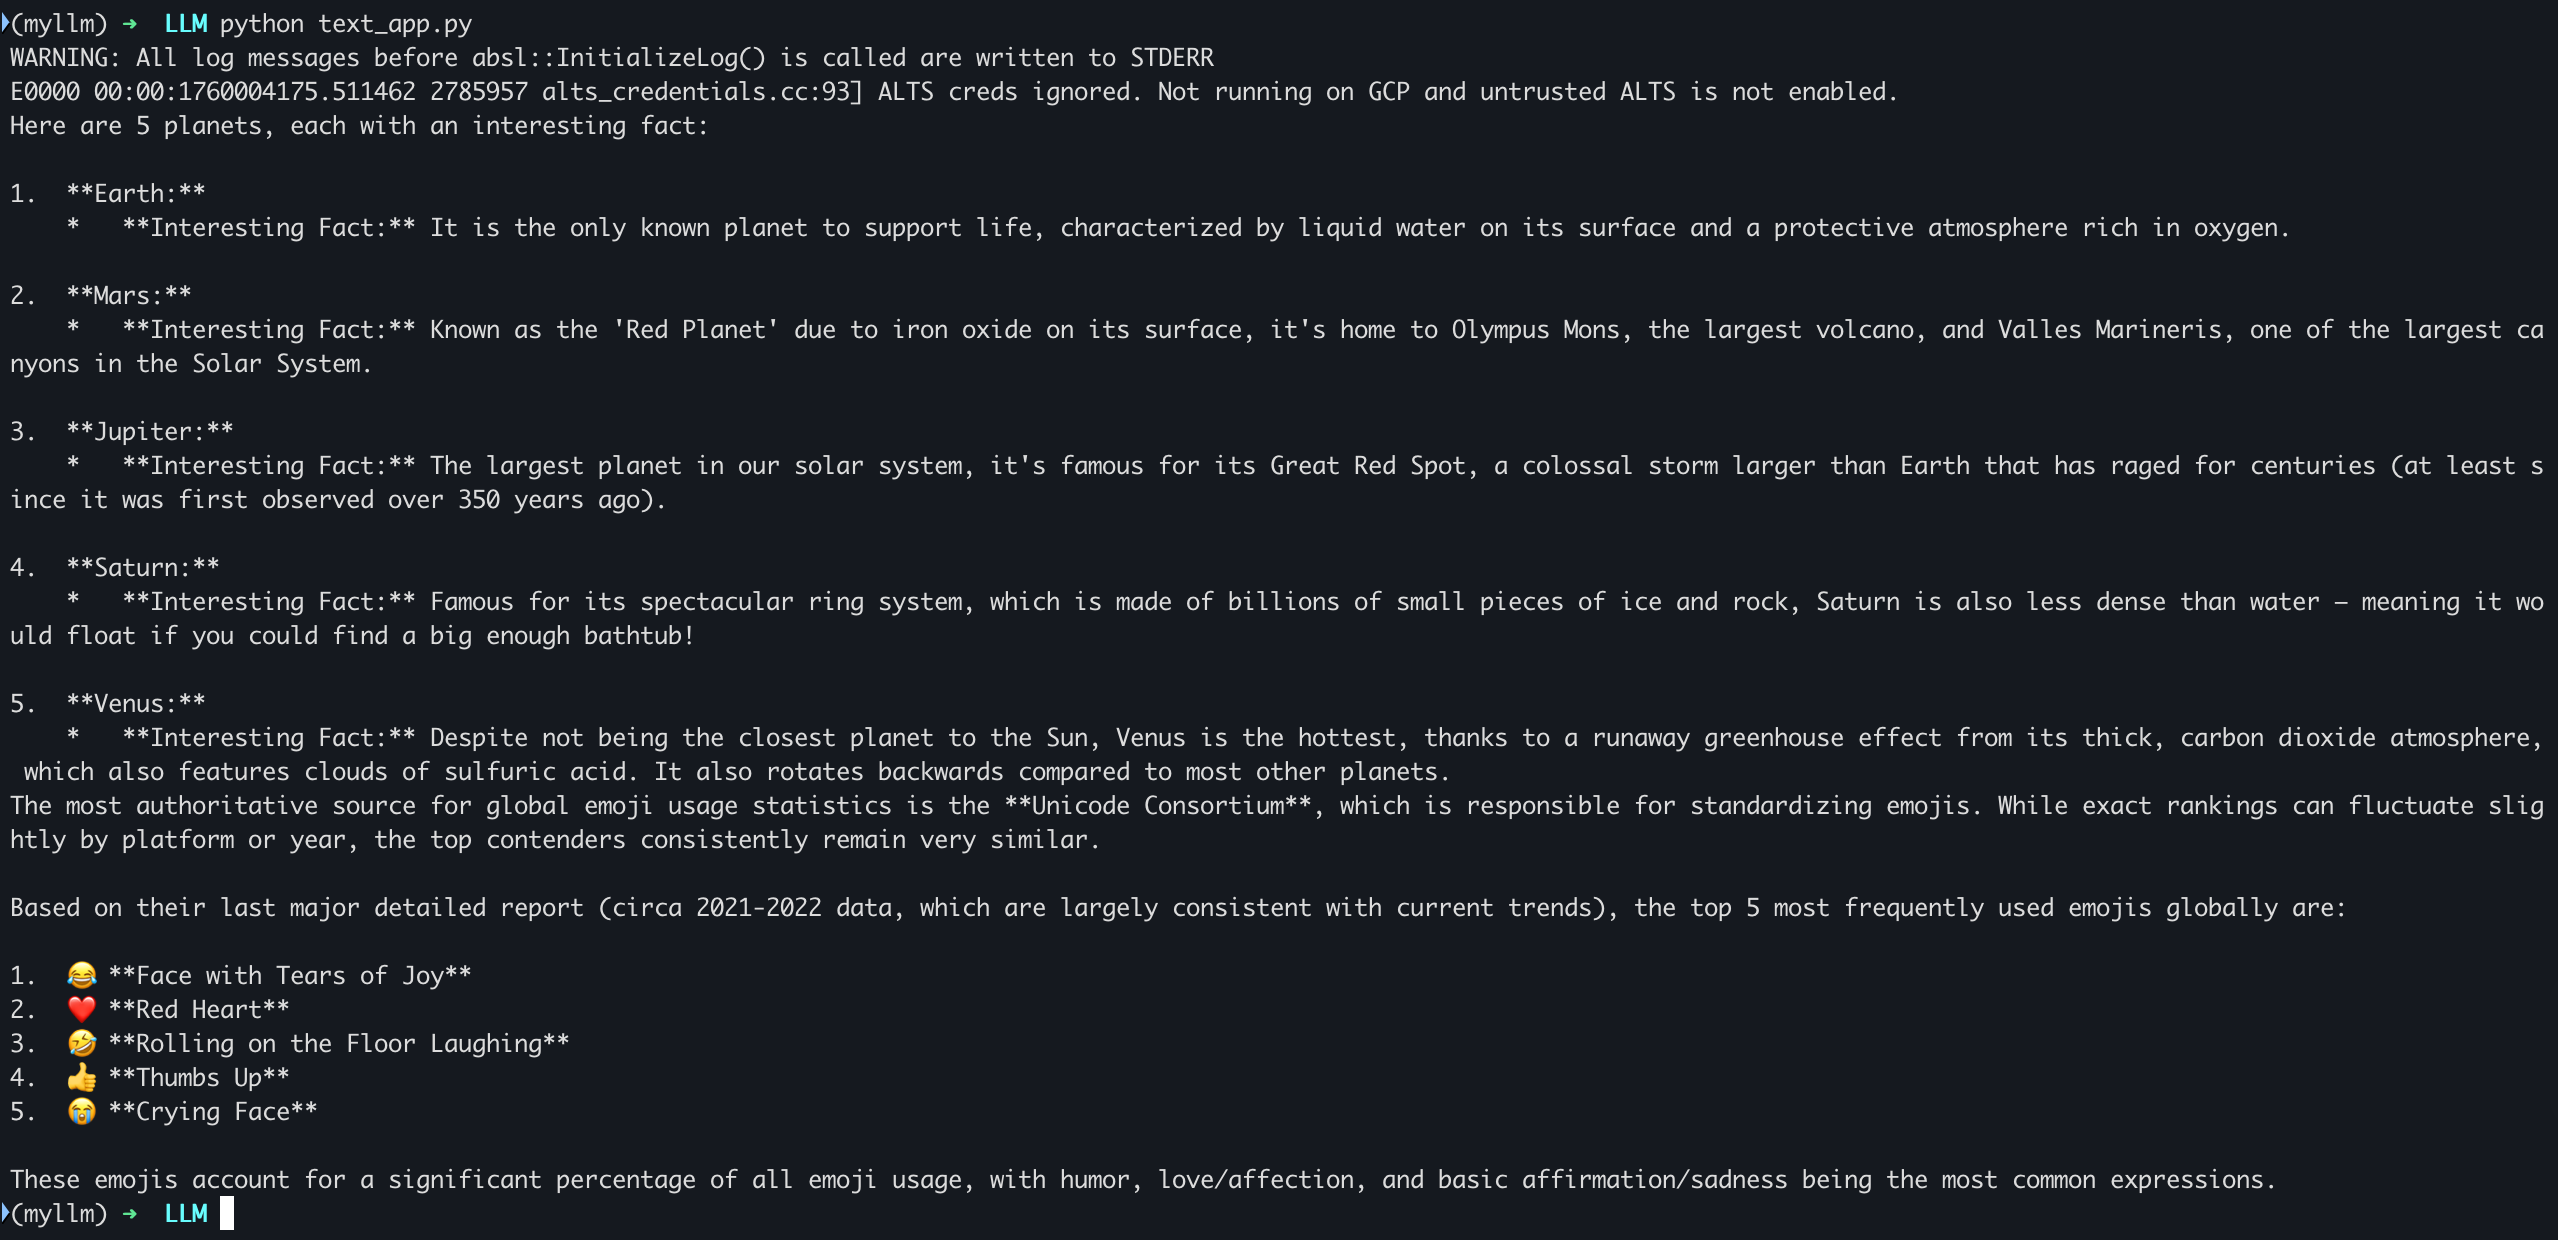 (myllm) ➜  LLM python text_app.py
WARNING: All log messages before absl::InitializeLog() is called are written to STDERR
E0000 00:00:1760004175.511462 2785957 alts_credentials.cc:93] ALTS creds ignored. Not running on GCP and untrusted ALTS is not enabled.
Here are 5 planets, each with an interesting fact:

1.  **Earth:**
    *   **Interesting Fact:** It is the only known planet to support life, characterized by liquid water on its surface and a protective atmosphere rich in oxygen.

2.  **Mars:**
    *   **Interesting Fact:** Known as the 'Red Planet' due to iron oxide on its surface, it's home to Olympus Mons, the largest volcano, and Valles Marineris, one of the largest ca
nyons in the Solar System.

3.  **Jupiter:**
    *   **Interesting Fact:** The largest planet in our solar system, it's famous for its Great Red Spot, a colossal storm larger than Earth that has raged for centuries (at least s
ince it was first observed over 350 years ago).

4.  **Saturn:**
    *   **Interesting Fact:** Famous for its spectacular ring system, which is made of billions of small pieces of ice and rock, Saturn is also less dense than water – meaning it wo
uld float if you could find a big enough bathtub!

5.  **Venus:**
    *   **Interesting Fact:** Despite not being the closest planet to the Sun, Venus is the hottest, thanks to a runaway greenhouse effect from its thick, carbon dioxide atmosphere,
 which also features clouds of sulfuric acid. It also rotates backwards compared to most other planets.
The most authoritative source for global emoji usage statistics is the **Unicode Consortium**, which is responsible for standardizing emojis. While exact rankings can fluctuate slig
htly by platform or year, the top contenders consistently remain very similar.

Based on their last major detailed report (circa 2021-2022 data, which are largely consistent with current trends), the top 5 most frequently used emojis globally are:

1.  😂 **Face with Tears of Joy**
2.  ❤️ **Red Heart**
3.  🤣 **Rolling on the Floor Laughing**
4.  👍 **Thumbs Up**
5.  😭 **Crying Face**

These emojis account for a significant percentage of all emoji usage, with humor, love/affection, and basic affirmation/sadness being the most common expressions.
(myllm) ➜  LLM